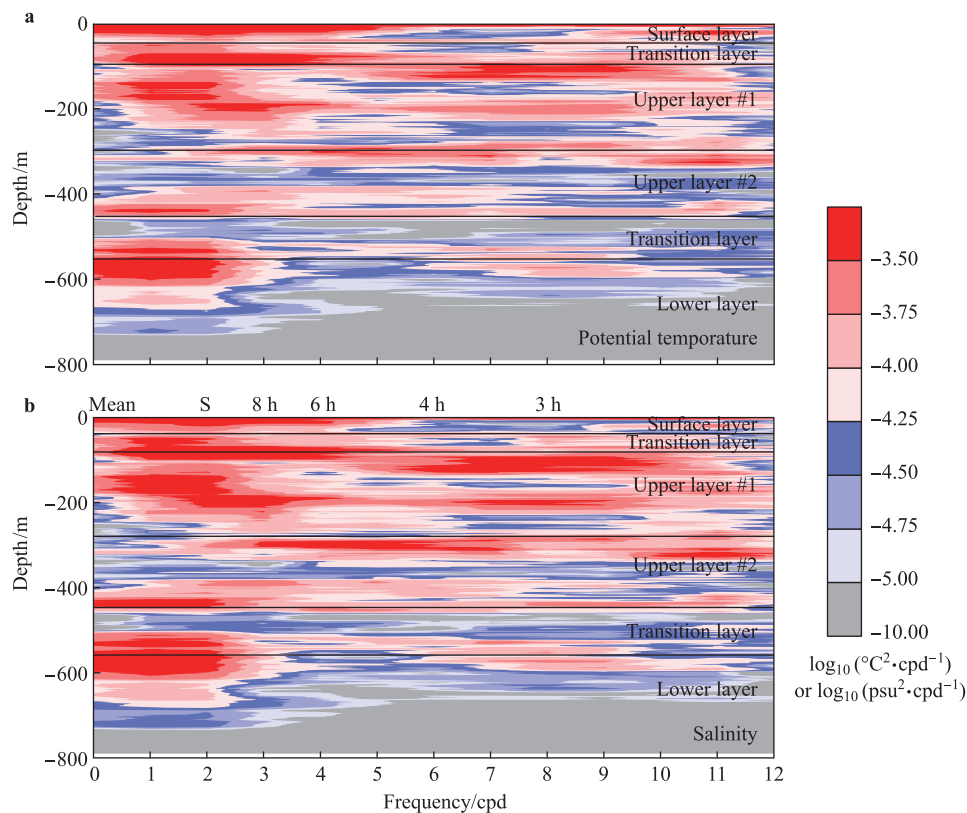 a
0
−200
−400
−600
−800
Depth/m
Surface layer
Transition layer
Upper layer #1
Upper layer #2
Transition layer
Lower layer
Potential temporature
b
Mean S 8 h 6 h 4 h 3 h
0
−200
−400
−600
−800
Depth/m
Surface layer
Transition layer
Upper layer #1
Upper layer #2
Transition layer
Lower layer
Salinity
0 1 2 3 4 5 6 7 8 9 10 11 12
Frequency/cpd
−3.50
−3.75
−4.00
−4.25
−4.50
−4.75
−5.00
−10.00
log₁₀ (°C²·cpd⁻¹)
or log₁₀ (psu²·cpd⁻¹)